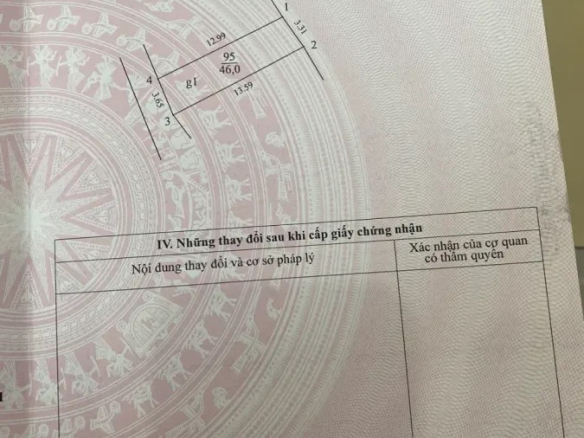 1
12.99
3.31
2
95
46,0
g1
4
3.65
13.59
3
IV. Những thay đổi sau khi cấp giấy chứng nhận
Nội dung thay đổi và cơ sở pháp lý
Xác nhận của cơ quan
có thẩm quyền